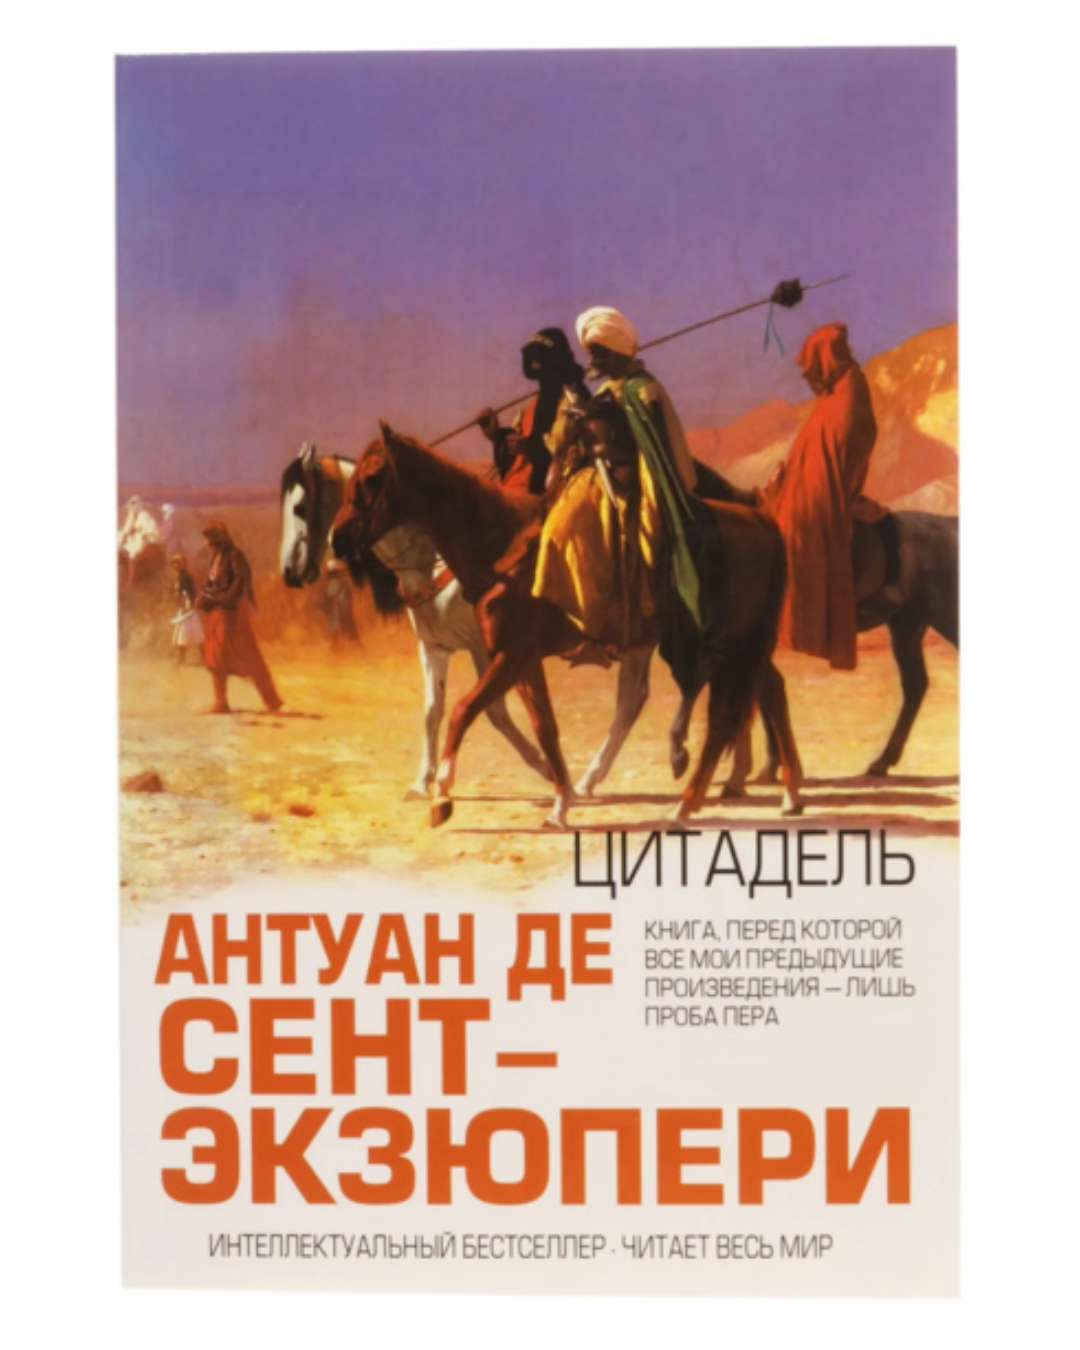 ЦИТАДЕЛЬ
АНТУАН ДЕ
СЕНТ–
ЭКЗЮПЕРИ
КНИГА, ПЕРЕД КОТОРОЙ
ВСЕ МОИ ПРЕДЫДУЩИЕ
ПРОИЗВЕДЕНИЯ – ЛИШЬ
ПРОБА ПЕРА
ИНТЕЛЛЕКТУАЛЬНЫЙ БЕСТСЕЛЛЕР · ЧИТАЕТ ВЕСЬ МИР